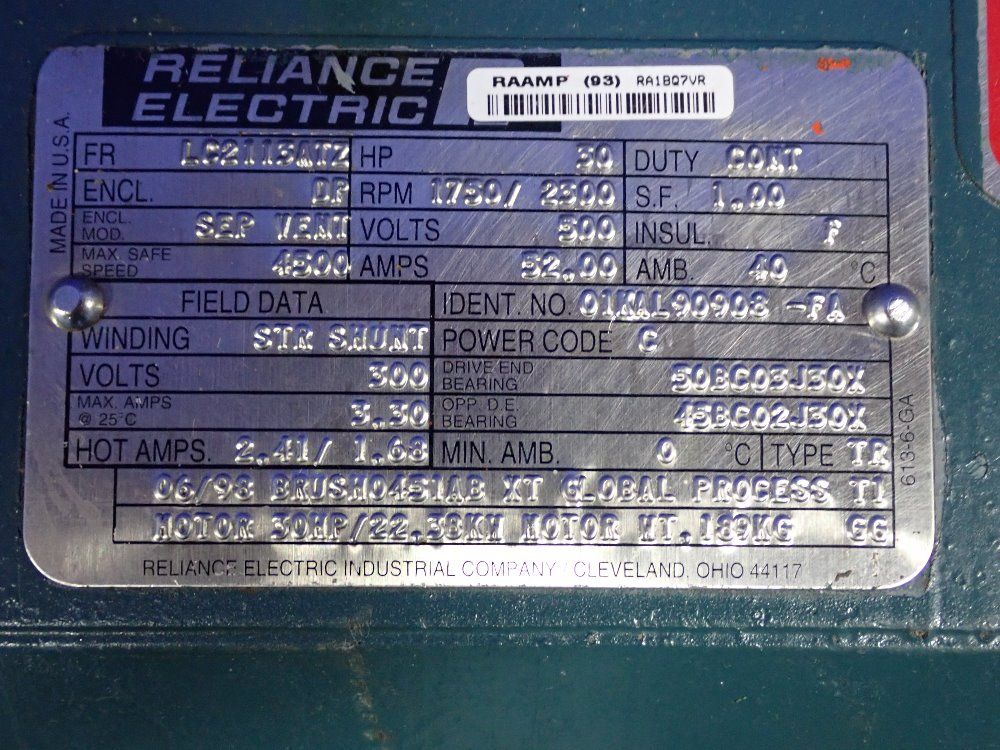 RELIANCE
ELECTRIC
RAAMP (93) RA1BQ7VR
MADE IN U.S.A.
FR LC2113ATZ HP 30 DUTY CONT
ENCL. DP RPM 1750/ 2300 S.F. 1.00
ENCL. MOD. SEP VENT VOLTS 500 INSUL. F
MAX. SAFE SPEED 4500 AMPS 52.00 AMB. 40 °C
FIELD DATA IDENT. NO. 01KAL90908 -FA
WINDING STR SHUNT POWER CODE C
VOLTS 300 DRIVE END BEARING 50BC03J30X
MAX. AMPS @ 25°C 3.30 OPP. D.E. BEARING 45BC02J30X
HOT AMPS. 2.41/ 1.68 MIN. AMB. 0 °C TYPE TR
06/98 BRUSH0451AB XT GLOBAL PROCESS T1
MOTOR 30HP/22.38KW MOTOR WT.189KG GG
RELIANCE ELECTRIC INDUSTRIAL COMPANY / CLEVELAND, OHIO 44117
613-6-GA